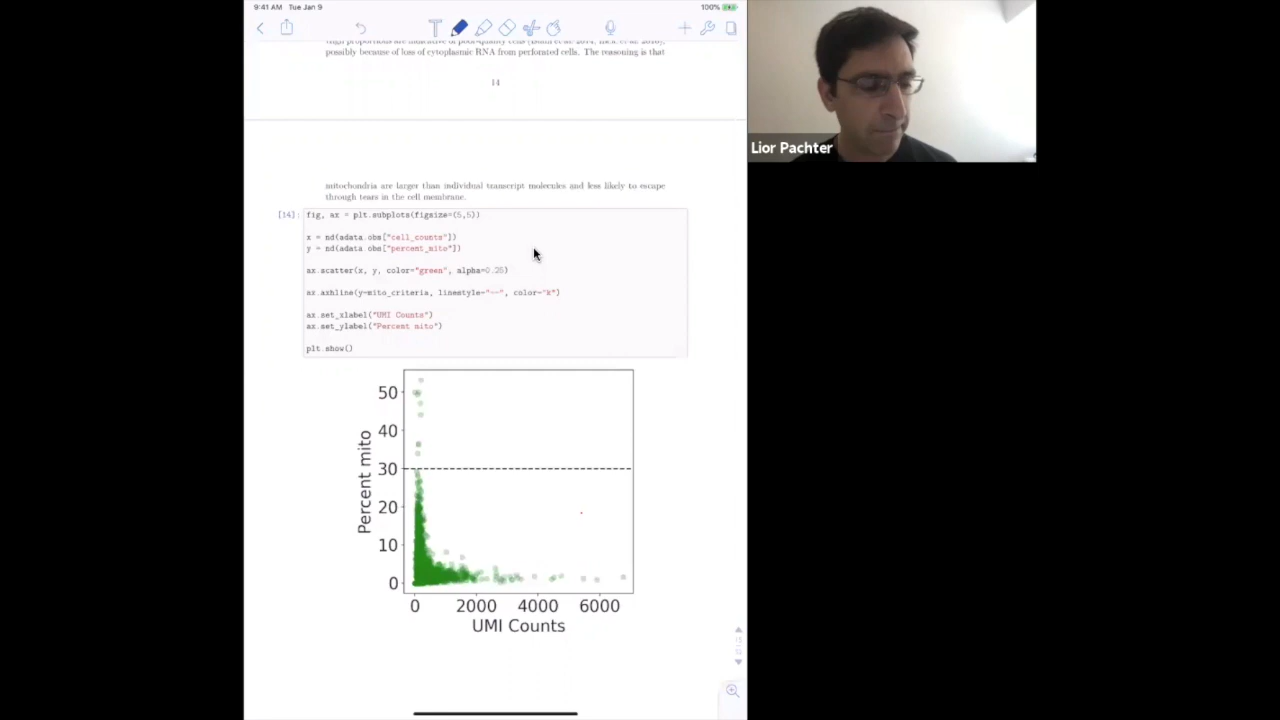 9:41 AM Tue Jan 9
100%
possibly because of loss of cytoplasmic RNA from perforated cells. The reasoning is that
14
mitochondria are larger than individual transcript molecules and less likely to escape
through tears in the cell membrane.
[14]: fig, ax = plt.subplots(figsize=(5,5))
x = nd(adata.obs["cell_counts"])
y = nd(adata.obs["percent_mito"])
ax.scatter(x, y, color="green", alpha=0.25)
ax.axhline(y=mito_criteria, linestyle="--", color="k")
ax.set_xlabel("UMI Counts")
ax.set_ylabel("Percent mito")
plt.show()
50
40
30
20
10
0
Percent mito
0 2000 4000 6000
UMI Counts
Lior Pachter